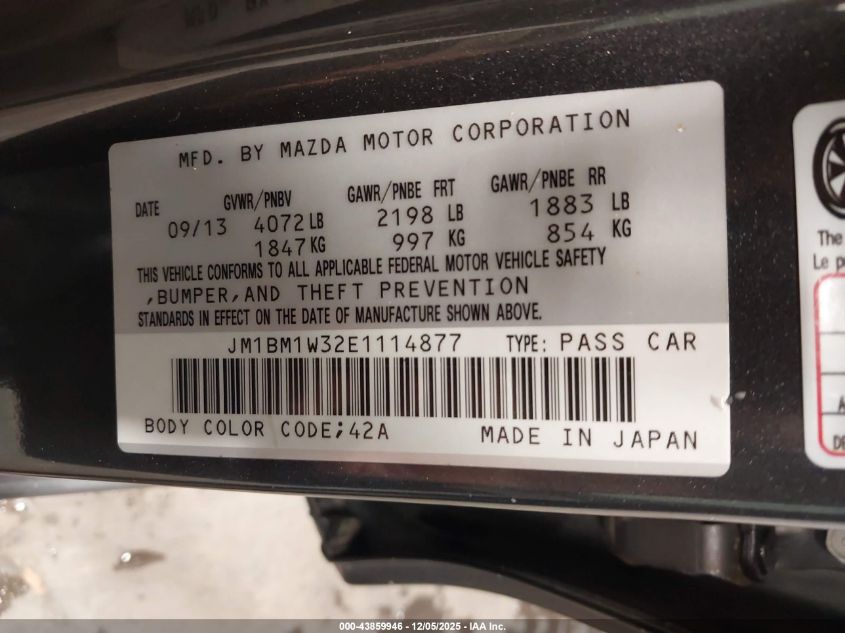 MFD. BY MAZDA MOTOR CORPORATION
DATE GVWR/PNBV GAWR/PNBE FRT GAWR/PNBE RR
09/13 4072 LB 2198 LB 1883 LB
1847 KG 997 KG 854 KG
THIS VEHICLE CONFORMS TO ALL APPLICABLE FEDERAL MOTOR VEHICLE SAFETY
,BUMPER,AND THEFT PREVENTION
STANDARDS IN EFFECT ON THE DATE OF MANUFACTURE SHOWN ABOVE.
JM1BM1W32E1114877 TYPE: PASS CAR
BODY COLOR CODE;42A MADE IN JAPAN
The
Le
000-43859946 - 12/05/2025 - IAA Inc.